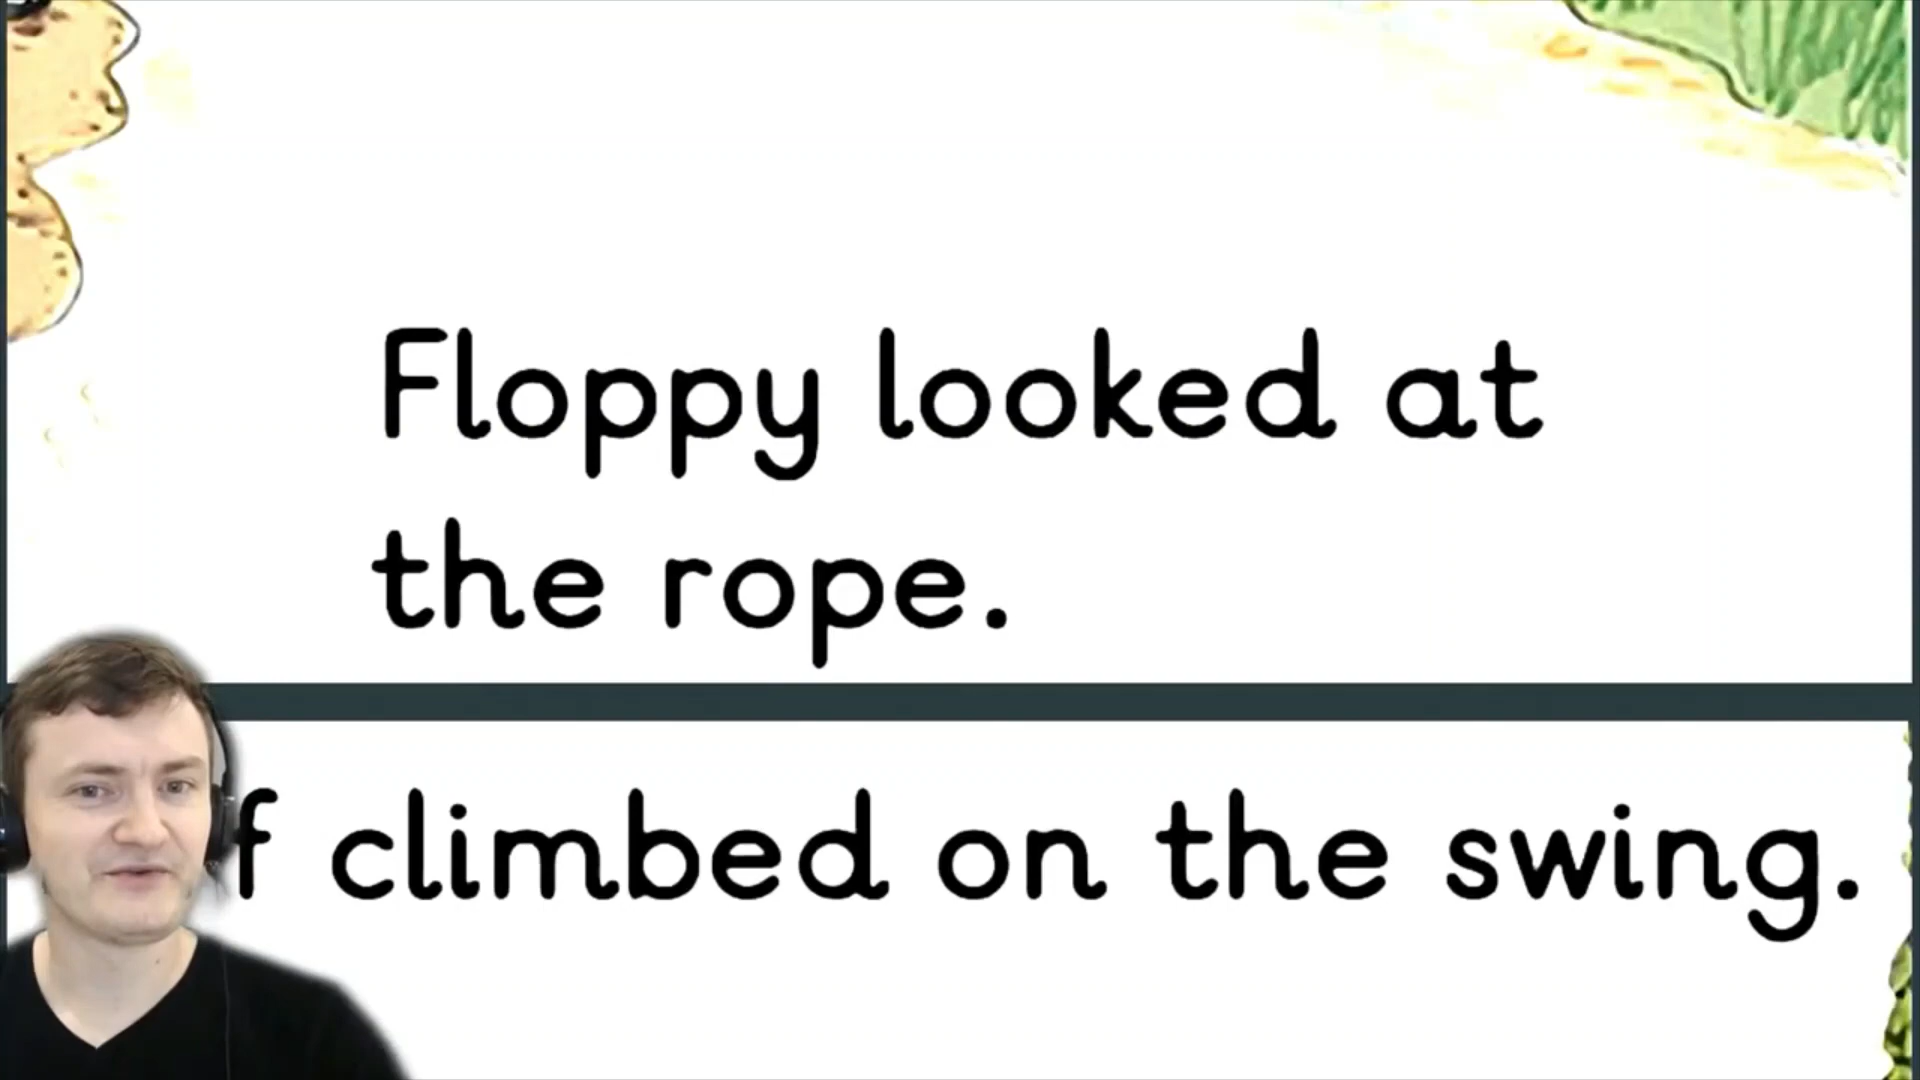 Floppy looked at
the rope.
climbed on the swing.